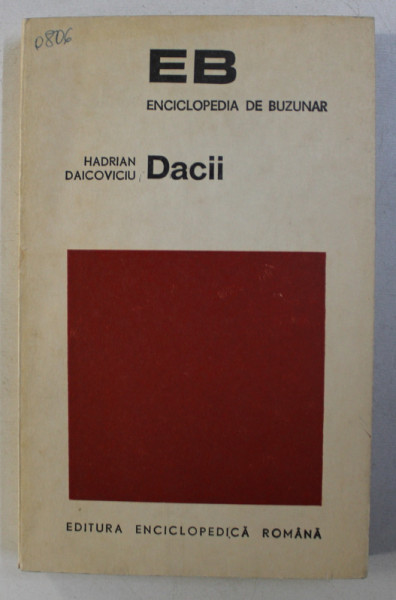 0806
EB
ENCICLOPEDIA DE BUZUNAR
HADRIAN
DAICOVICIU Dacii
EDITURA ENCICLOPEDICĂ ROMÂNĂ